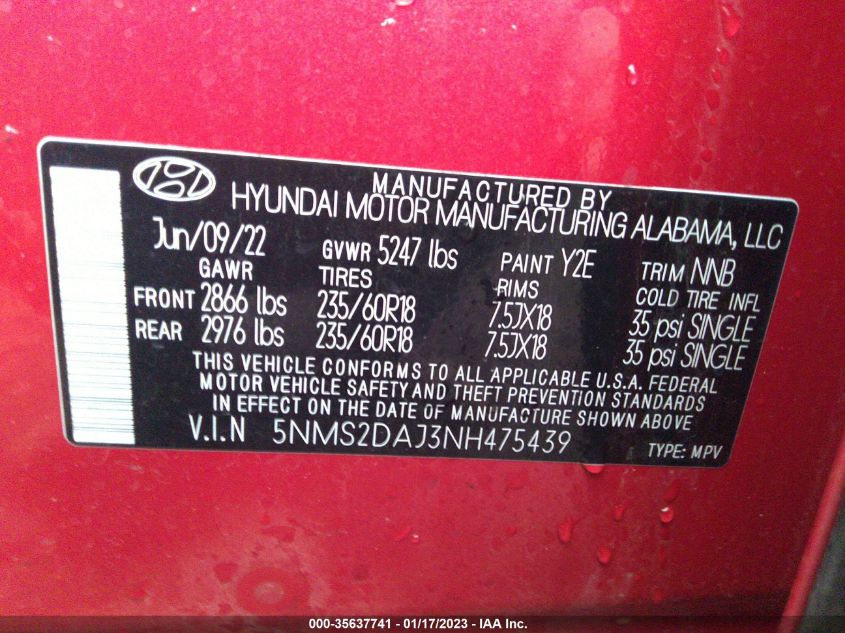 MANUFACTURED BY
HYUNDAI MOTOR MANUFACTURING ALABAMA, LLC
Jun/09/22 GVWR 5247 lbs PAINT Y2E TRIM NNB
GAWR TIRES RIMS COLD TIRE INFL
FRONT 2866 lbs 235/60R18 7.5JX18 35 psi SINGLE
REAR 2976 lbs 235/60R18 7.5JX18 35 psi SINGLE
THIS VEHICLE CONFORMS TO ALL APPLICABLE U.S.A. FEDERAL
MOTOR VEHICLE SAFETY AND THEFT PREVENTION STANDARDS
IN EFFECT ON THE DATE OF MANUFACTURE SHOWN ABOVE
V.I.N 5NMS2DAJ3NH475439 TYPE: MPV
000-35637741 - 01/17/2023 - IAA Inc.